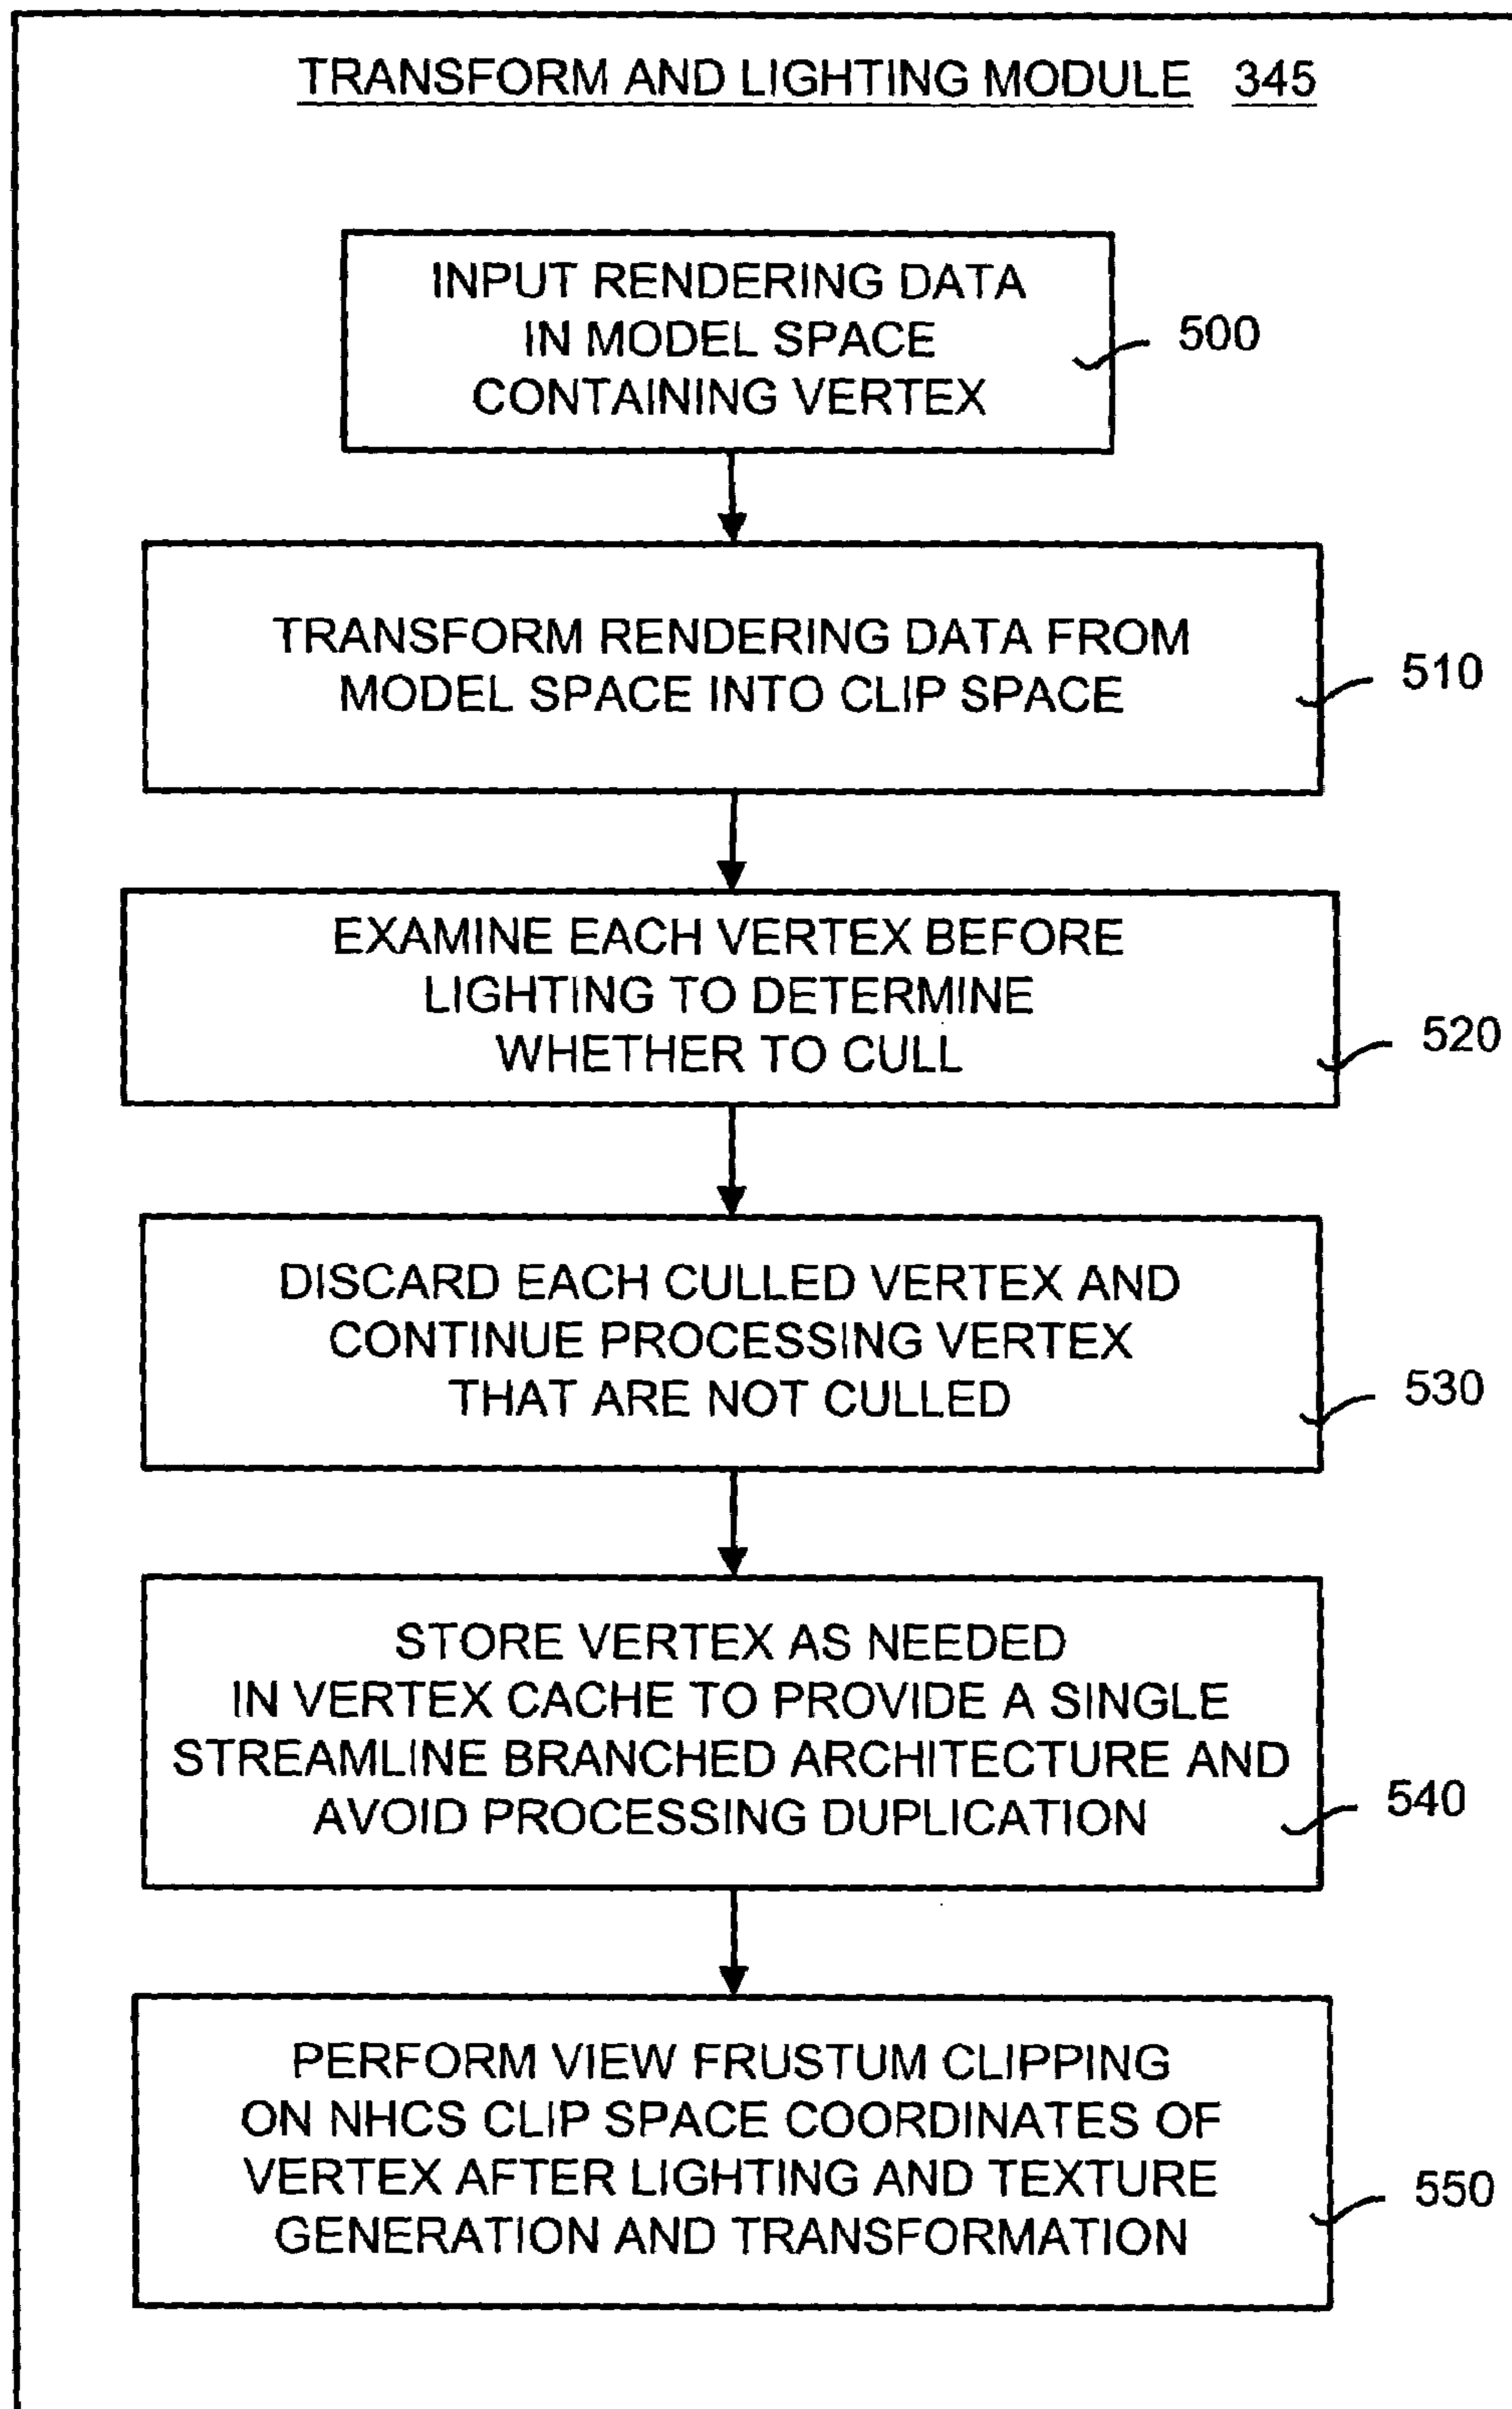 TRANSFORM AND LIGHTING MODULE 345
INPUT RENDERING DATA
IN MODEL SPACE
CONTAINING VERTEX
500
TRANSFORM RENDERING DATA FROM
MODEL SPACE INTO CLIP SPACE
510
EXAMINE EACH VERTEX BEFORE
LIGHTING TO DETERMINE
WHETHER TO CULL
520
DISCARD EACH CULLED VERTEX AND
CONTINUE PROCESSING VERTEX
THAT ARE NOT CULLED
530
STORE VERTEX AS NEEDED
IN VERTEX CACHE TO PROVIDE A SINGLE
STREAMLINE BRANCHED ARCHITECTURE AND
AVOID PROCESSING DUPLICATION
540
PERFORM VIEW FRUSTUM CLIPPING
ON NHCS CLIP SPACE COORDINATES OF
VERTEX AFTER LIGHTING AND TEXTURE
GENERATION AND TRANSFORMATION
550